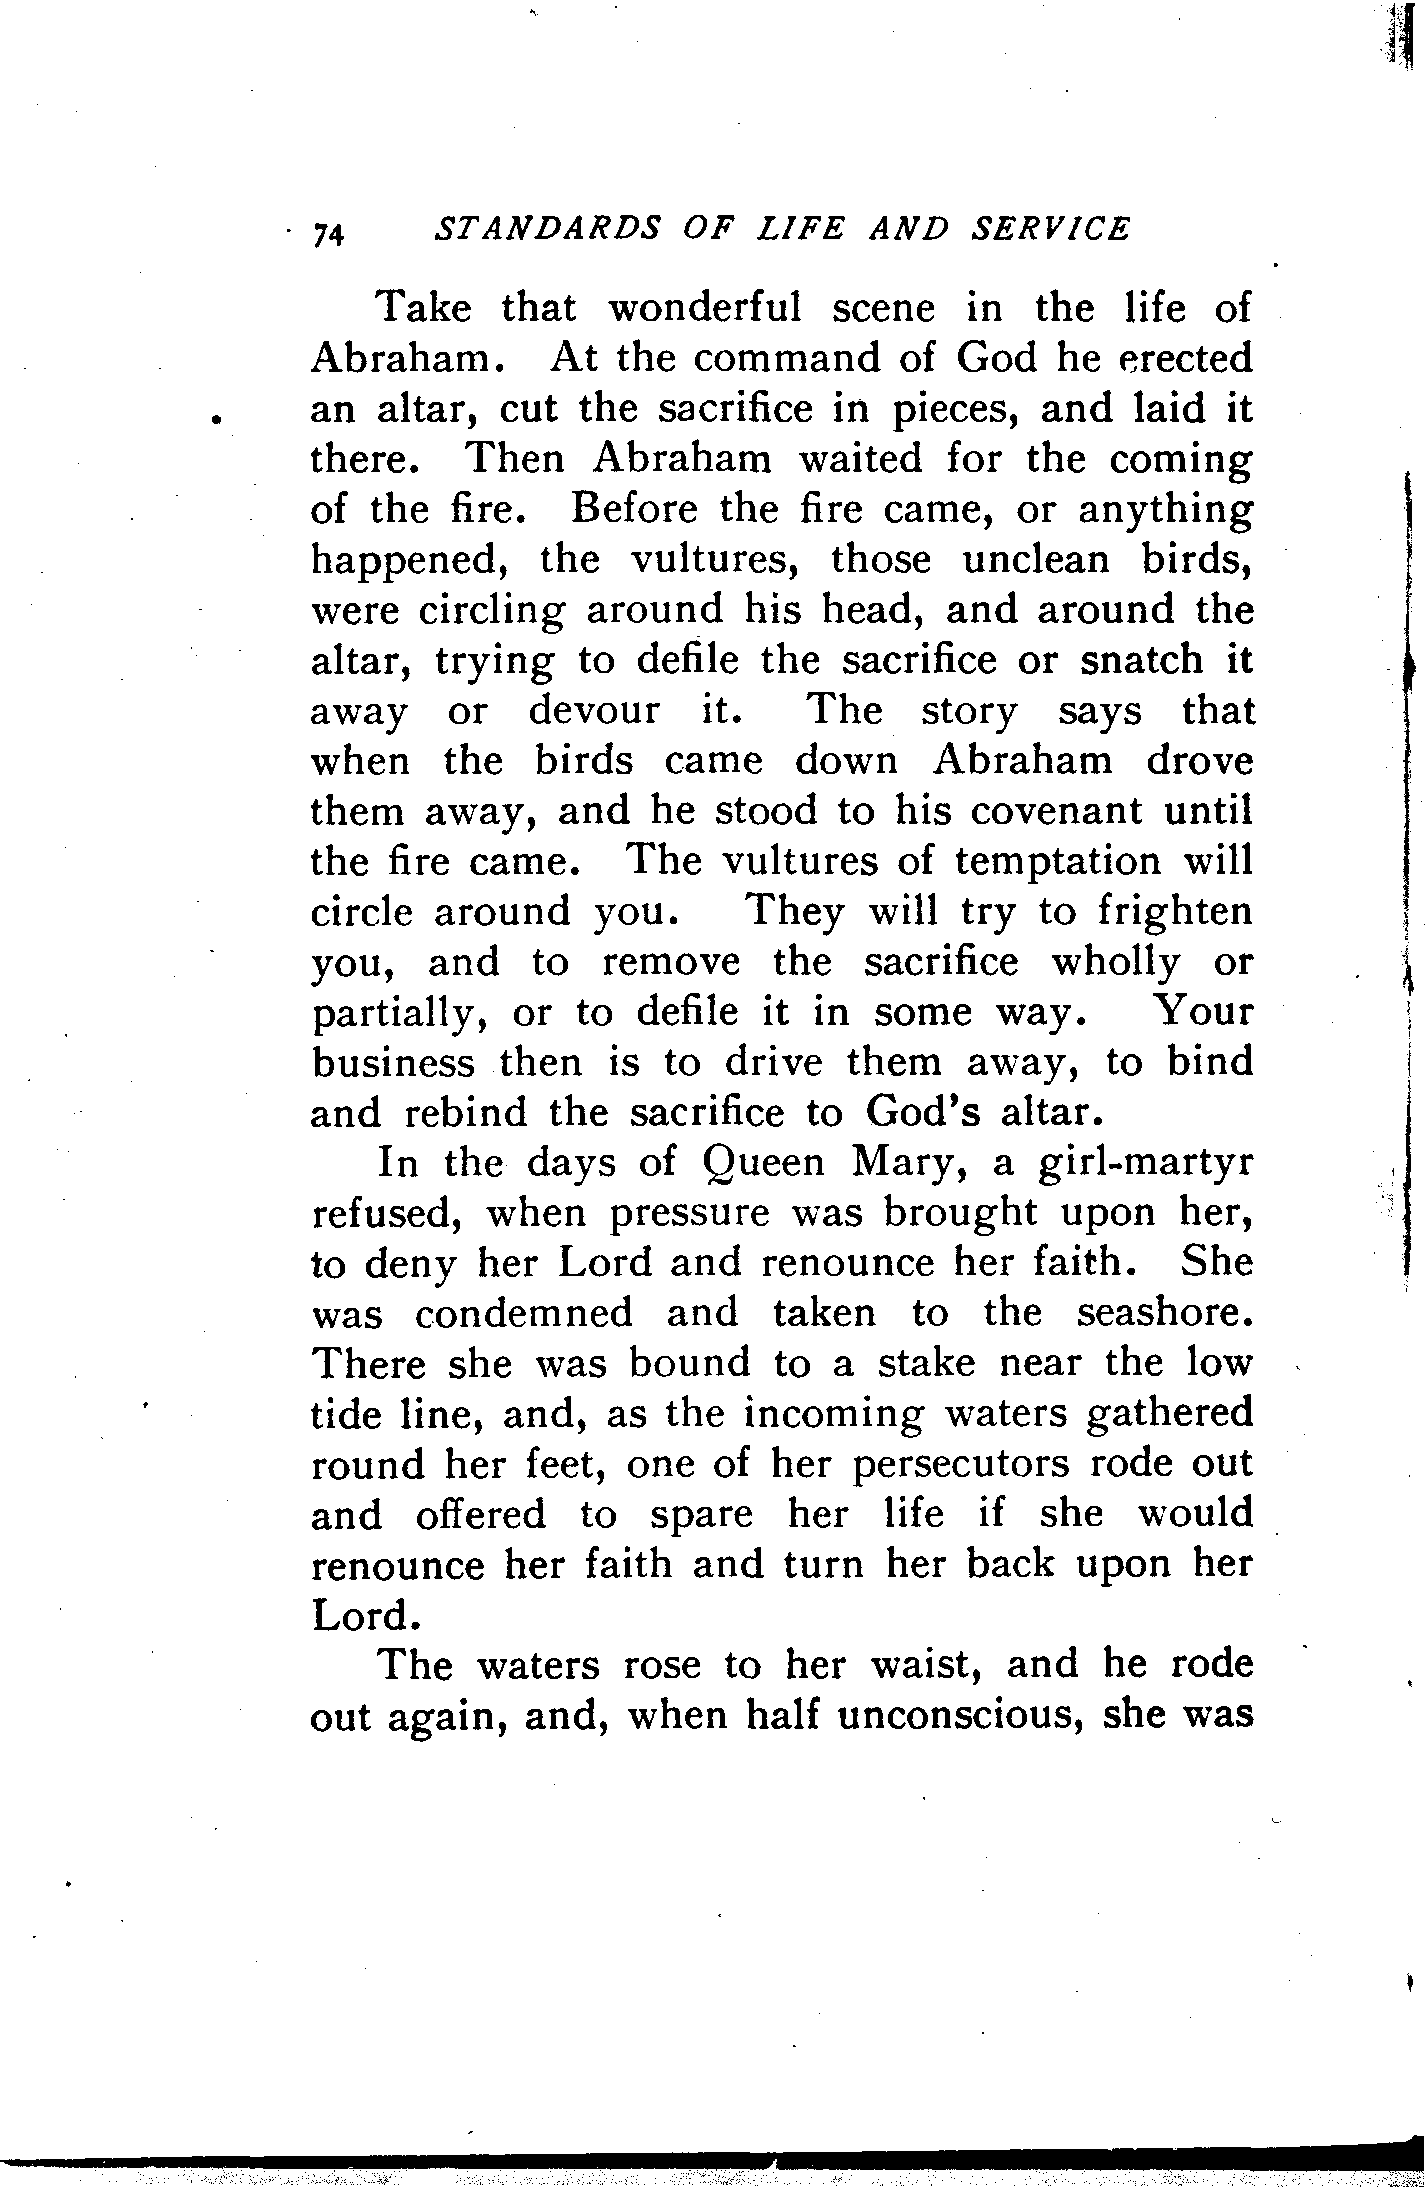 74 STANDARDS OF LIFE AND SERVICE
Take that wonderful scene in the life of
Abraham. At the command of God he erected
an altar, cut the sacrifice in pieces, and laid it
there. Then Abraham waited for the coming
of the fire. Before the fire came, or anything
happened, the vultures, those unclean birds,
were circling around his head, and around the
altar, trying to defile the sacrifice or snatch it
away or devour it. The story says that
when the birds came down Abraham drove
them away, and he stood to his covenant until
the fire came. The vultures of temptation will
circle around you. They will try to frighten
you, and to remove the sacrifice wholly or
partially, or to defile it in some way. Your
business then is to drive them away, to bind
and rebind the sacrifice to God's altar.
In the days of Queen Mary, a girl-martyr
refused, when pressure was brought upon her,
to deny her Lord and renounce her faith. She
was condemned and taken to the seashore.
There she was bound to a stake near the low
tide line, and, as the incoming waters gathered
round her feet, one of her persecutors rode out
and offered to spare her life if she would
renounce her faith and turn her back upon her
Lord.
The waters rose to her waist, and he rode
out again, and, when half unconscious, she was